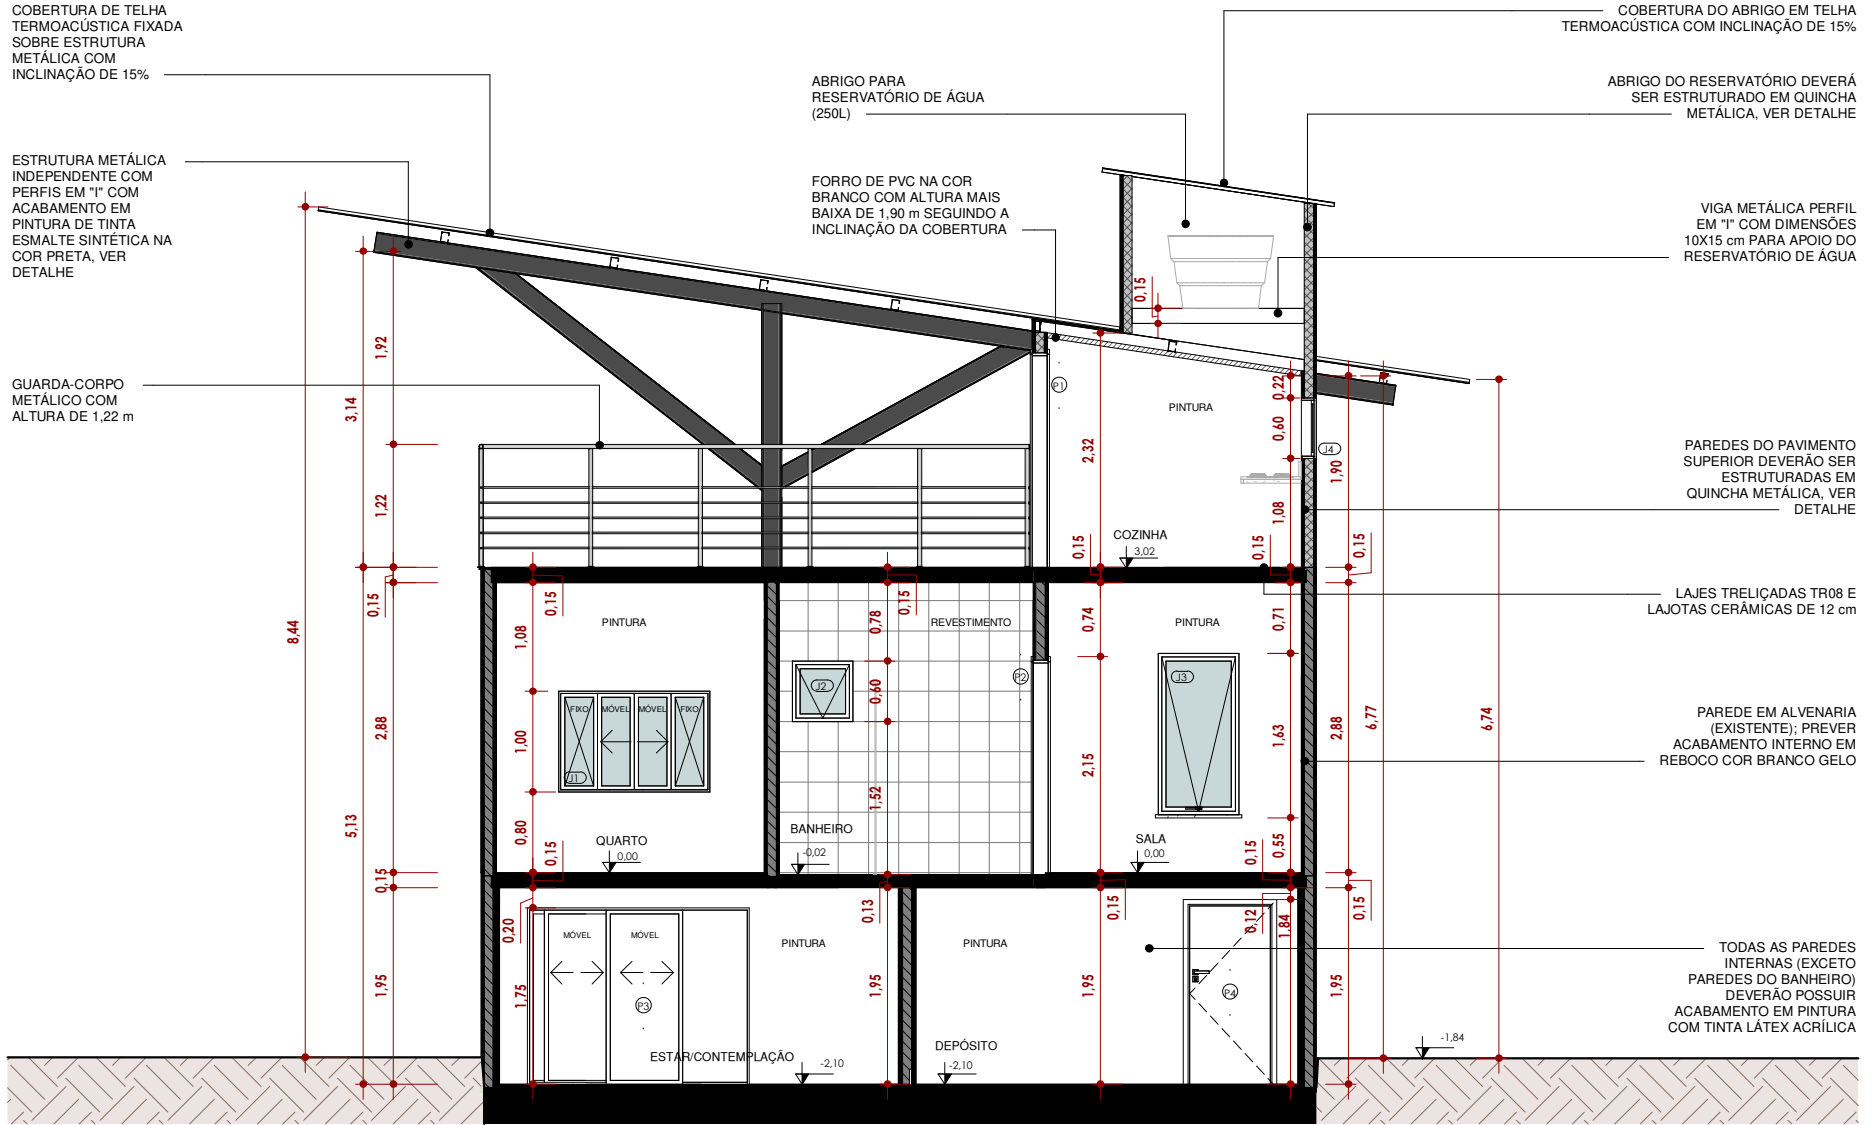 COBERTURA DE TELHA
TERMOACÚSTICA FIXADA
SOBRE ESTRUTURA
METÁLICA COM
INCLINAÇÃO DE 15%
ESTRUTURA METÁLICA
INDEPENDENTE COM
PERFIS EM "I" COM
ACABAMENTO EM
PINTURA DE TINTA
ESMALTE SINTÉTICA NA
COR PRETA, VER
DETALHE
GUARDA-CORPO
METÁLICO COM
ALTURA DE 1,22 m
ABRIGO PARA
RESERVATÓRIO DE ÁGUA
(250L)
FORRO DE PVC NA COR
BRANCO COM ALTURA MAIS
BAIXA DE 1,90 m SEGUINDO A
INCLINAÇÃO DA COBERTURA
COBERTURA DO ABRIGO EM TELHA
TERMOACÚSTICA COM INCLINAÇÃO DE 15%
ABRIGO DO RESERVATÓRIO DEVERÁ
SER ESTRUTURADO EM QUINCHA
METÁLICA, VER DETALHE
VIGA METÁLICA PERFIL
EM "I" COM DIMENSÕES
10X15 cm PARA APOIO DO
RESERVATÓRIO DE ÁGUA
PAREDES DO PAVIMENTO
SUPERIOR DEVERÃO SER
ESTRUTURADAS EM
QUINCHA METÁLICA, VER
DETALHE
LAJES TRELIÇADAS TR08 E
LAJOTAS CERÂMICAS DE 12 cm
PAREDE EM ALVENARIA
(EXISTENTE); PREVER
ACABAMENTO INTERNO EM
REBOCO COR BRANCO GELO
TODAS AS PAREDES
INTERNAS (EXCETO
PAREDES DO BANHEIRO)
DEVERÃO POSSUIR
ACABAMENTO EM PINTURA
COM TINTA LÁTEX ACRÍLICA
8,44
3,14
5,13
1,92
1,22
0,15
2,88
0,15
1,95
0,15
P1
PINTURA
2,32
0,22
0,60
1,08
J4
1,90
COZINHA
3,02
0,15
0,15
0,15
6,77
6,74
0,15
1,08
1,00
0,80
0,15
PINTURA
FIXO
MÓVEL
MÓVEL
FIXO
J1
QUARTO
0,00
0,15
0,78
0,60
1,52
REVESTIMENTO
J2
P2
BANHEIRO
-0,02
0,74
2,15
PINTURA
J3
SALA
0,00
0,71
1,63
0,55
0,15
2,88
0,20
1,75
MÓVEL
MÓVEL
P3
PINTURA
ESTAR/CONTEMPLAÇÃO
-2,10
0,13
1,95
PINTURA
DEPÓSITO
-2,10
0,15
1,95
0,12
1,84
P4
0,15
1,95
-1,84